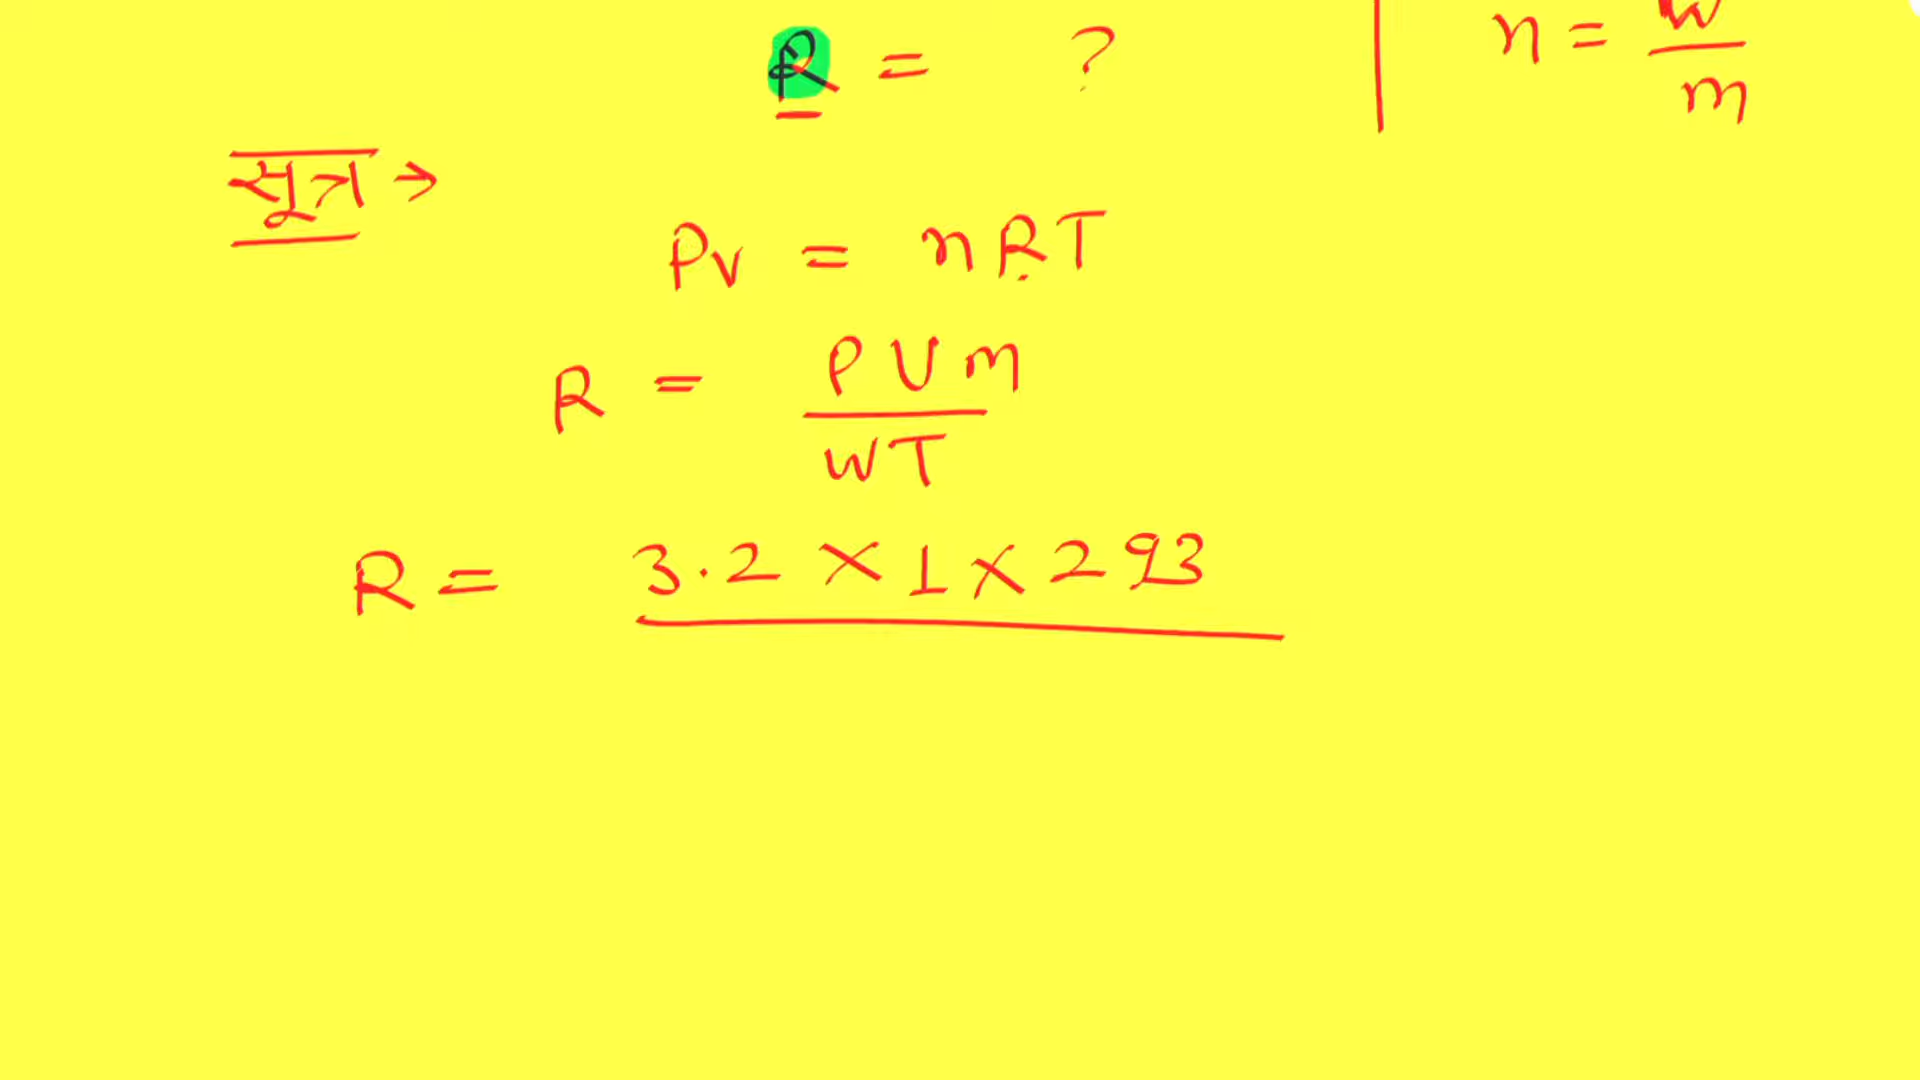 R = ?
n = W/m
सूत्र →
PV = nRT
R = PVm/WT
R = 3.2 × 1 × 293